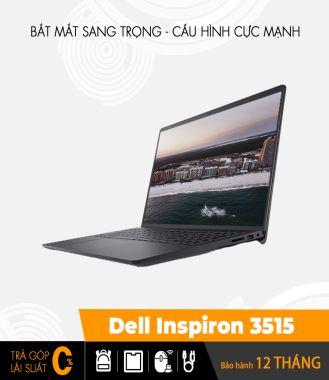 BẮT MẮT SANG TRỌNG - CẤU HÌNH CỰC MẠNH
Dell Inspiron 3515
TRẢ GÓP
LÃI SUẤT
0%
Bảo hành 12 THÁNG